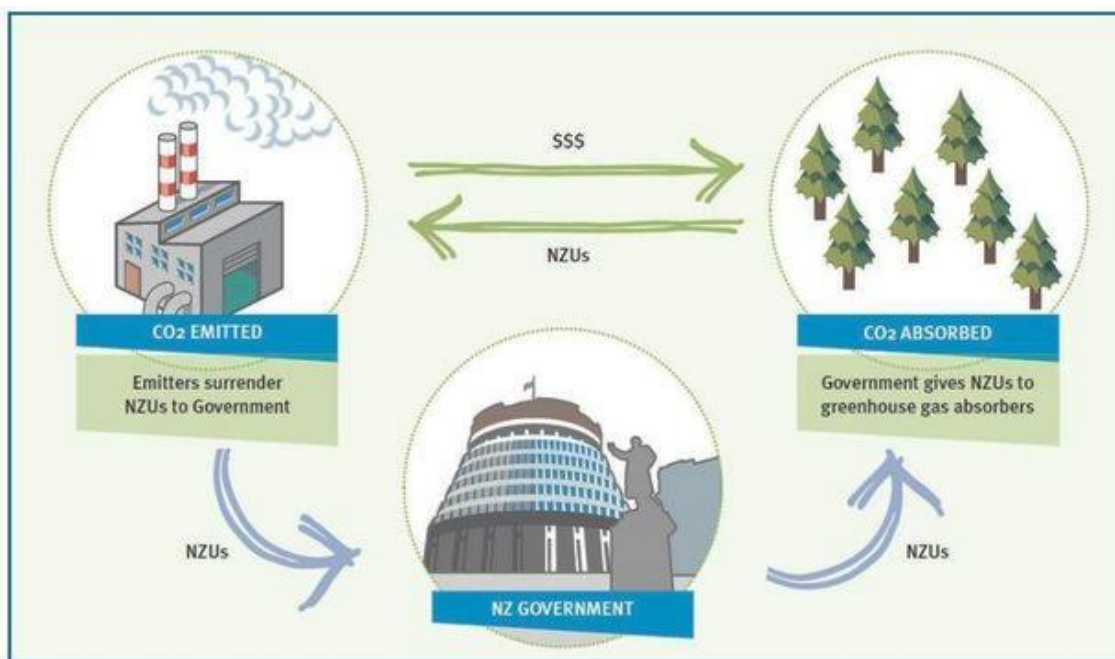 $$$
NZUs
CO2 EMITTED
Emitters surrender
NZUs to Government
CO2 ABSORBED
Government gives NZUs to
greenhouse gas absorbers
NZUs
NZUs
NZ GOVERNMENT